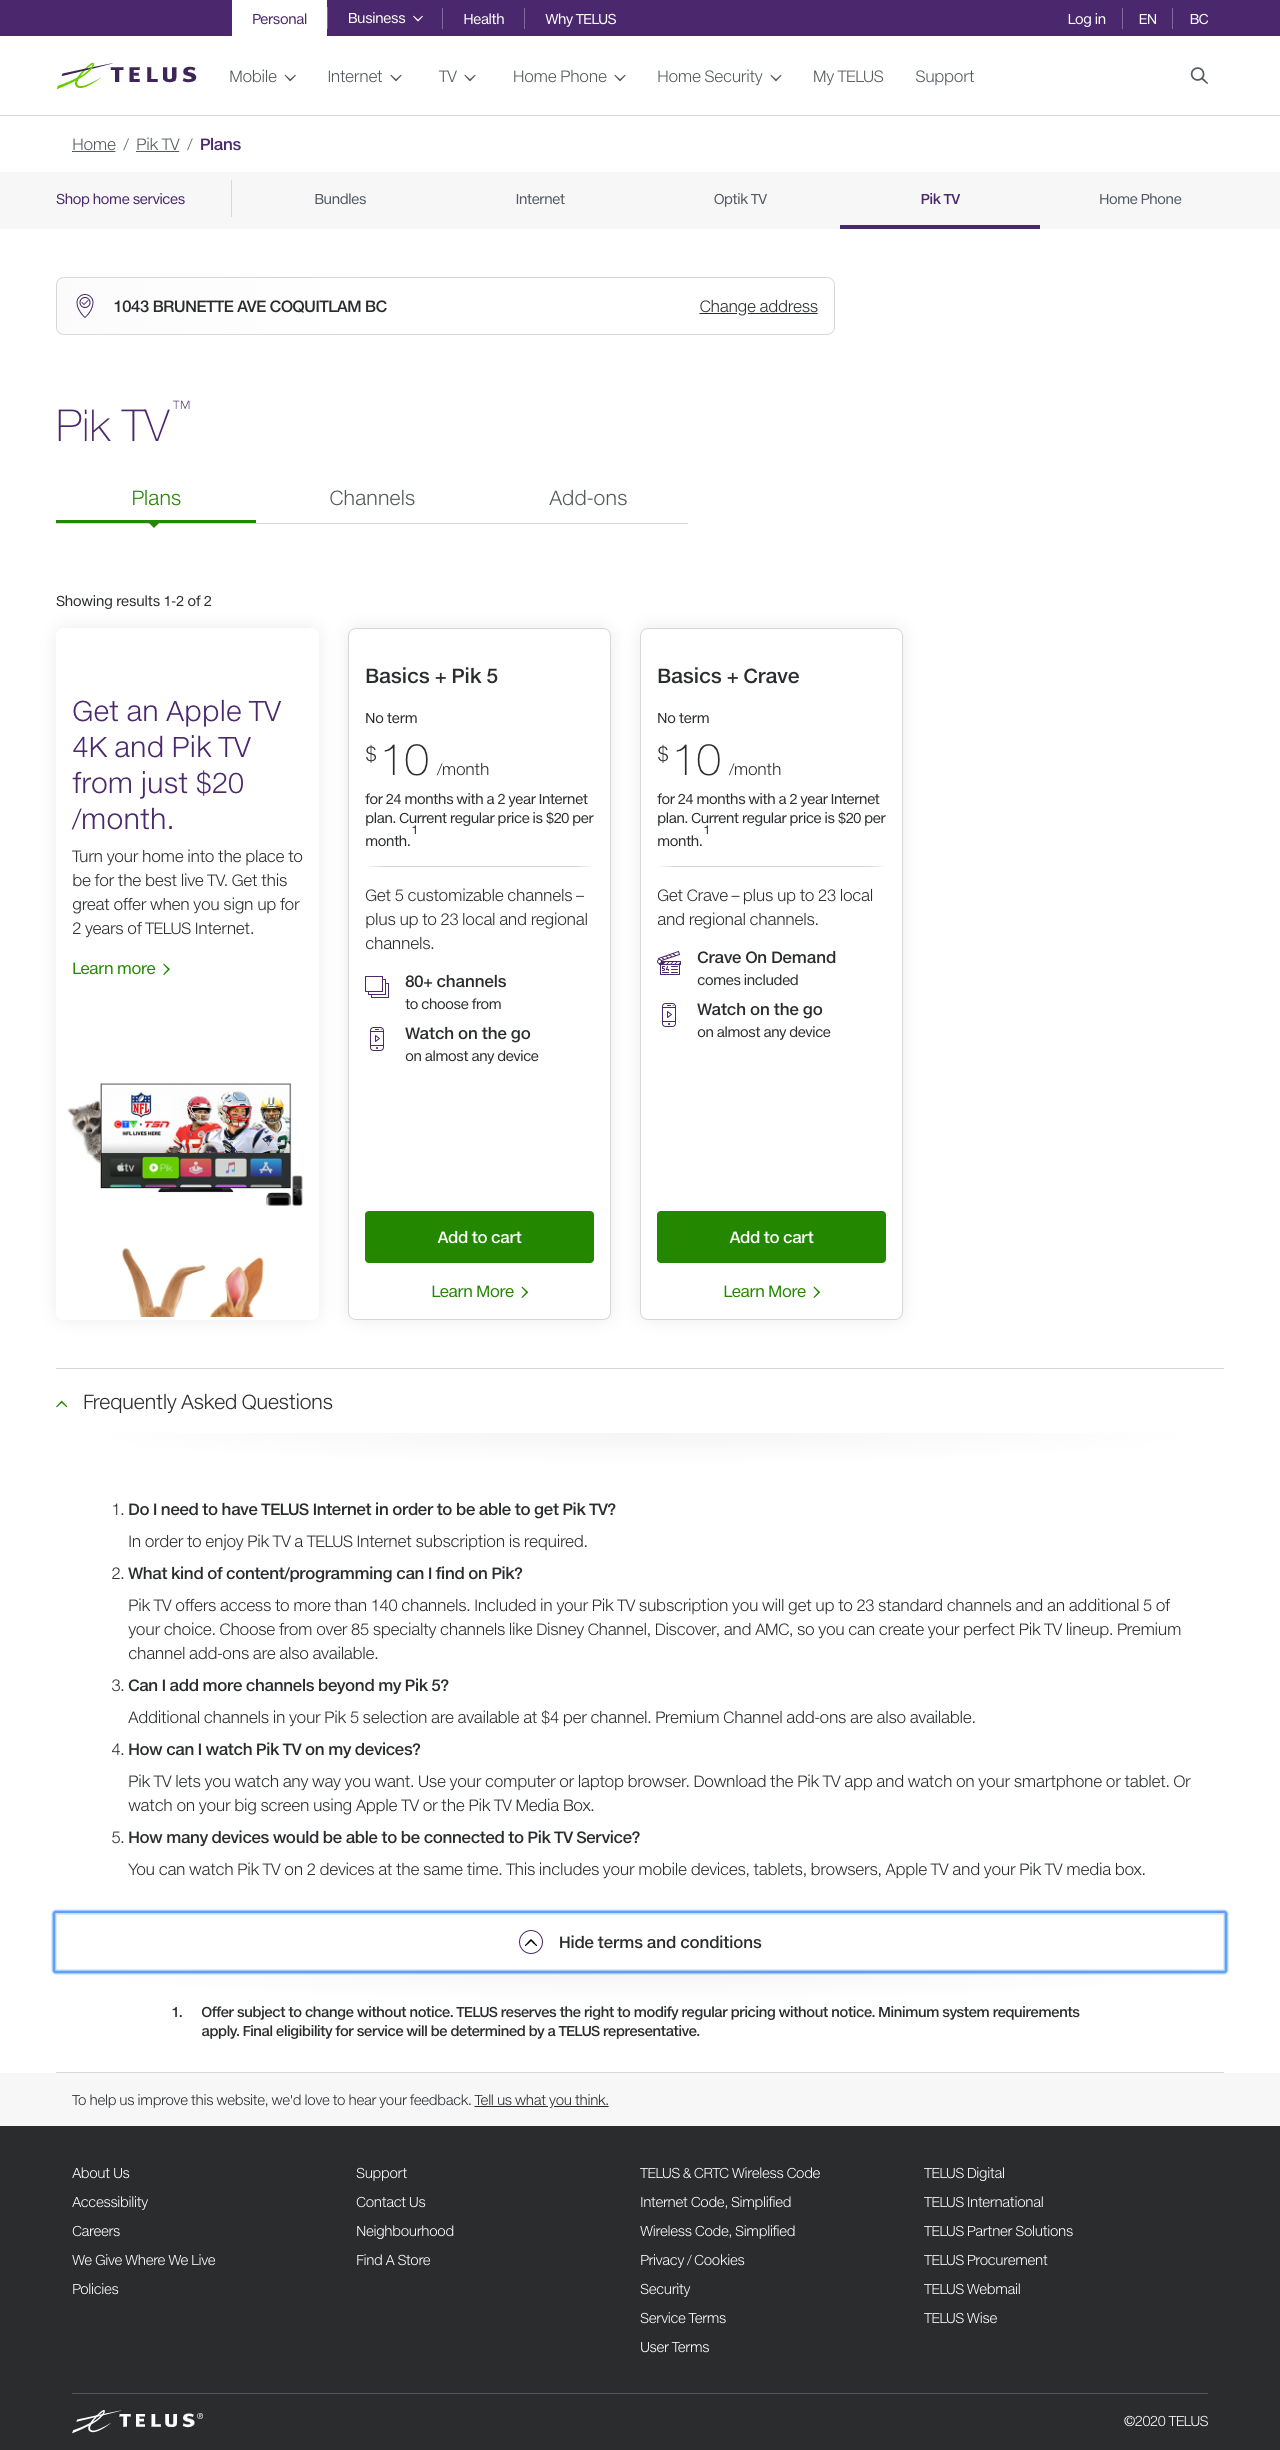 Personal
Business
Health
Why TELUS
Log in
EN
BC
TELUS
Mobile
Internet
TV
Home Phone
Home Security
My TELUS
Support
Home / Pik TV / Plans
Shop home services
Bundles
Internet
Optik TV
Pik TV
Home Phone
1043 BRUNETTE AVE COQUITLAM BC
Change address
Pik TV™
Plans
Channels
Add-ons
Showing results 1-2 of 2
Get an Apple TV
4K and Pik TV
from just $20
/month.
Turn your home into the place to
be for the best live TV. Get this
great offer when you sign up for
2 years of TELUS Internet.
Learn more
NFL
CTV · TSN
NFL LIVES HERE
tv
Pik
Basics + Pik 5
No term
$10 /month
for 24 months with a 2 year Internet
plan. Current regular price is $20 per
month.1
Get 5 customizable channels –
plus up to 23 local and regional
channels.
80+ channels
to choose from
Watch on the go
on almost any device
Add to cart
Learn More
Basics + Crave
No term
$10 /month
for 24 months with a 2 year Internet
plan. Current regular price is $20 per
month.1
Get Crave – plus up to 23 local
and regional channels.
Crave On Demand
comes included
Watch on the go
on almost any device
Add to cart
Learn More
Frequently Asked Questions
1. Do I need to have TELUS Internet in order to be able to get Pik TV?
In order to enjoy Pik TV a TELUS Internet subscription is required.
2. What kind of content/programming can I find on Pik?
Pik TV offers access to more than 140 channels. Included in your Pik TV subscription you will get up to 23 standard channels and an additional 5 of
your choice. Choose from over 85 specialty channels like Disney Channel, Discover, and AMC, so you can create your perfect Pik TV lineup. Premium
channel add-ons are also available.
3. Can I add more channels beyond my Pik 5?
Additional channels in your Pik 5 selection are available at $4 per channel. Premium Channel add-ons are also available.
4. How can I watch Pik TV on my devices?
Pik TV lets you watch any way you want. Use your computer or laptop browser. Download the Pik TV app and watch on your smartphone or tablet. Or
watch on your big screen using Apple TV or the Pik TV Media Box.
5. How many devices would be able to be connected to Pik TV Service?
You can watch Pik TV on 2 devices at the same time. This includes your mobile devices, tablets, browsers, Apple TV and your Pik TV media box.
Hide terms and conditions
1. Offer subject to change without notice. TELUS reserves the right to modify regular pricing without notice. Minimum system requirements
apply. Final eligibility for service will be determined by a TELUS representative.
To help us improve this website, we'd love to hear your feedback. Tell us what you think.
About Us
Accessibility
Careers
We Give Where We Live
Policies
Support
Contact Us
Neighbourhood
Find A Store
TELUS & CRTC Wireless Code
Internet Code, Simplified
Wireless Code, Simplified
Privacy / Cookies
Security
Service Terms
User Terms
TELUS Digital
TELUS International
TELUS Partner Solutions
TELUS Procurement
TELUS Webmail
TELUS Wise
TELUS®
©2020 TELUS